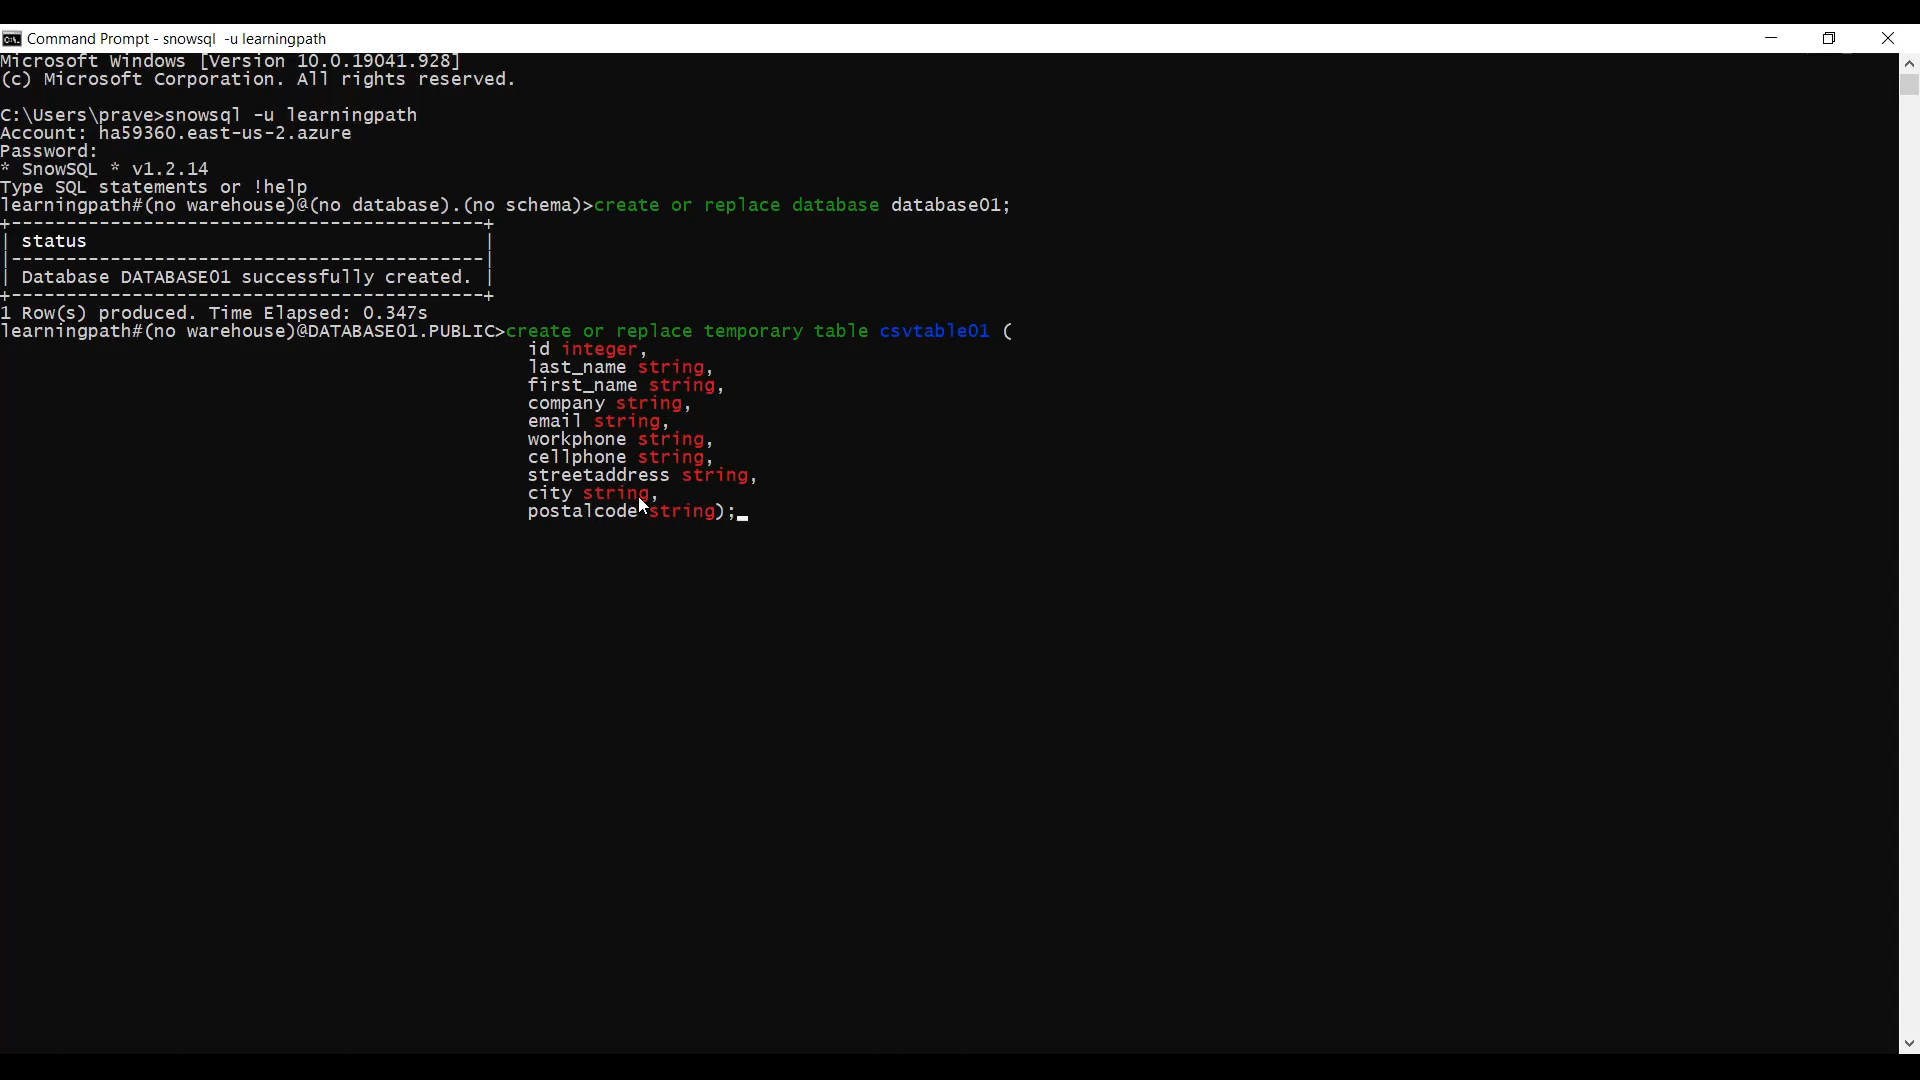 Command Prompt - snowsql -u learningpath
Microsoft Windows [Version 10.0.19041.928]
(c) Microsoft Corporation. All rights reserved.
C:\Users\prave>snowsql -u learningpath
Account: ha59360.east-us-2.azure
Password:
* SnowSQL * v1.2.14
Type SQL statements or !help
learningpath#(no warehouse)@(no database).(no schema)>create or replace database database01;
+-------------------------------------------+
| status                                    |
|-------------------------------------------|
| Database DATABASE01 successfully created. |
+-------------------------------------------+
1 Row(s) produced. Time Elapsed: 0.347s
learningpath#(no warehouse)@DATABASE01.PUBLIC>create or replace temporary table csvtable01 (
id integer,
last_name string,
first_name string,
company string,
email string,
workphone string,
cellphone string,
streetaddress string,
city string,
postalcode string);